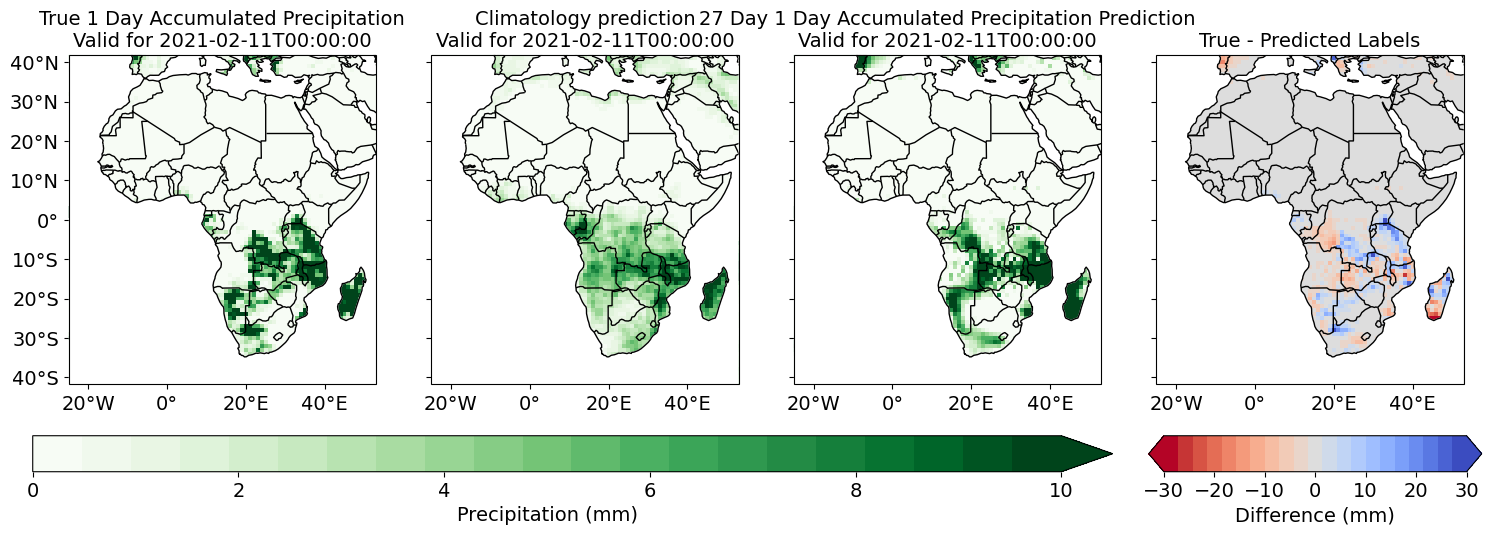 True 1 Day Accumulated Precipitation
Valid for 2021-02-11T00:00:00
Climatology prediction
Valid for 2021-02-11T00:00:00
27 Day 1 Day Accumulated Precipitation Prediction
Valid for 2021-02-11T00:00:00
True - Predicted Labels
40°N
30°N
20°N
10°N
0°
10°S
20°S
30°S
40°S
20°W 0° 20°E 40°E
20°W 0° 20°E 40°E
20°W 0° 20°E 40°E
20°W 0° 20°E 40°E
0 2 4 6 8 10
Precipitation (mm)
−30 −20 −10 0 10 20 30
Difference (mm)